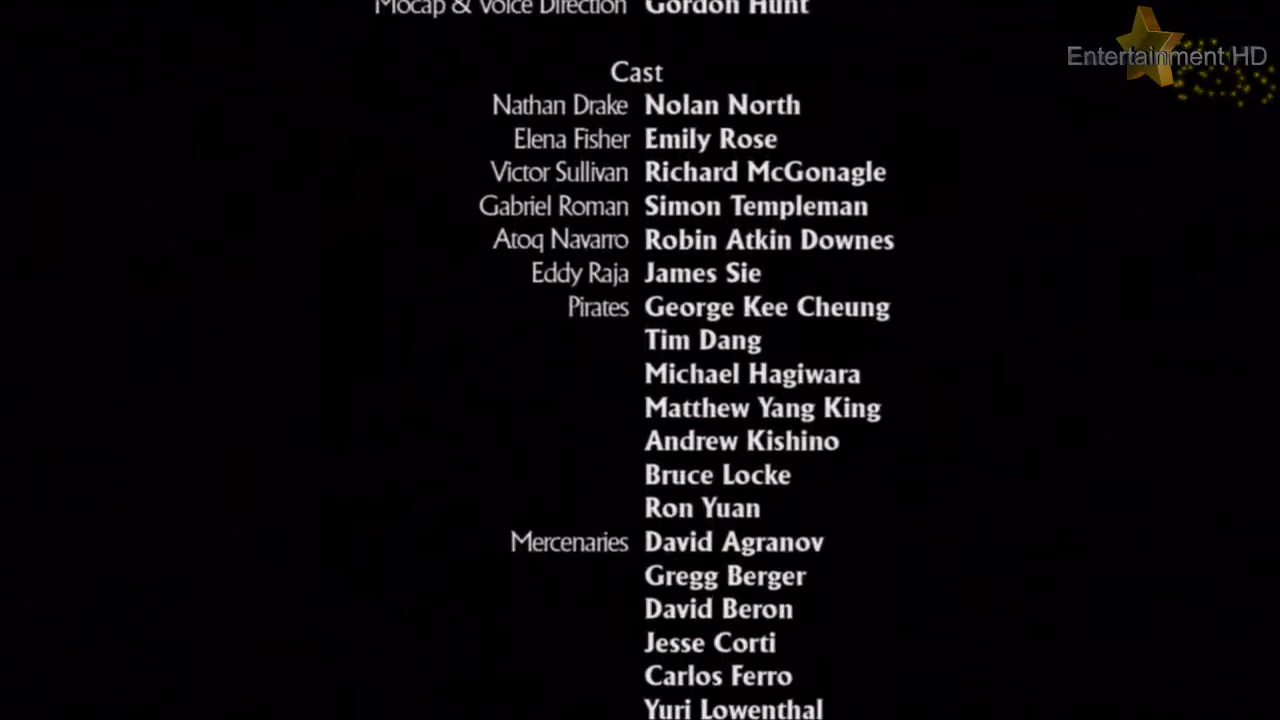 Mocap & Voice Direction Gordon Hunt
Entertainment HD
Cast
Nathan Drake Nolan North
Elena Fisher Emily Rose
Victor Sullivan Richard McGonagle
Gabriel Roman Simon Templeman
Atoq Navarro Robin Atkin Downes
Eddy Raja James Sie
Pirates George Kee Cheung
Tim Dang
Michael Hagiwara
Matthew Yang King
Andrew Kishino
Bruce Locke
Ron Yuan
Mercenaries David Agranov
Gregg Berger
David Beron
Jesse Corti
Carlos Ferro
Yuri Lowenthal